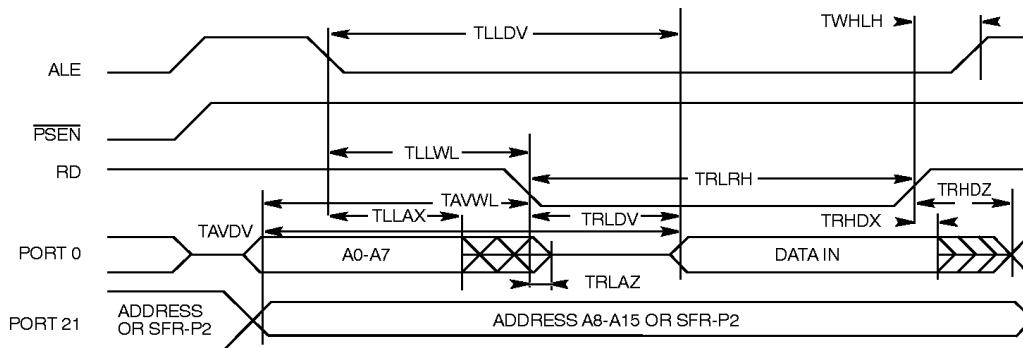 TLLDV
TWHLH
ALE
PSEN
TLLWL
RD
TRLRH
TAVWL
TRHDZ
TLLAX
TRLDV
TRHDX
TAVDV
PORT 0
A0-A7
DATA IN
TRLAZ
ADDRESS
OR SFR-P2
PORT 21
ADDRESS A8-A15 OR SFR-P2